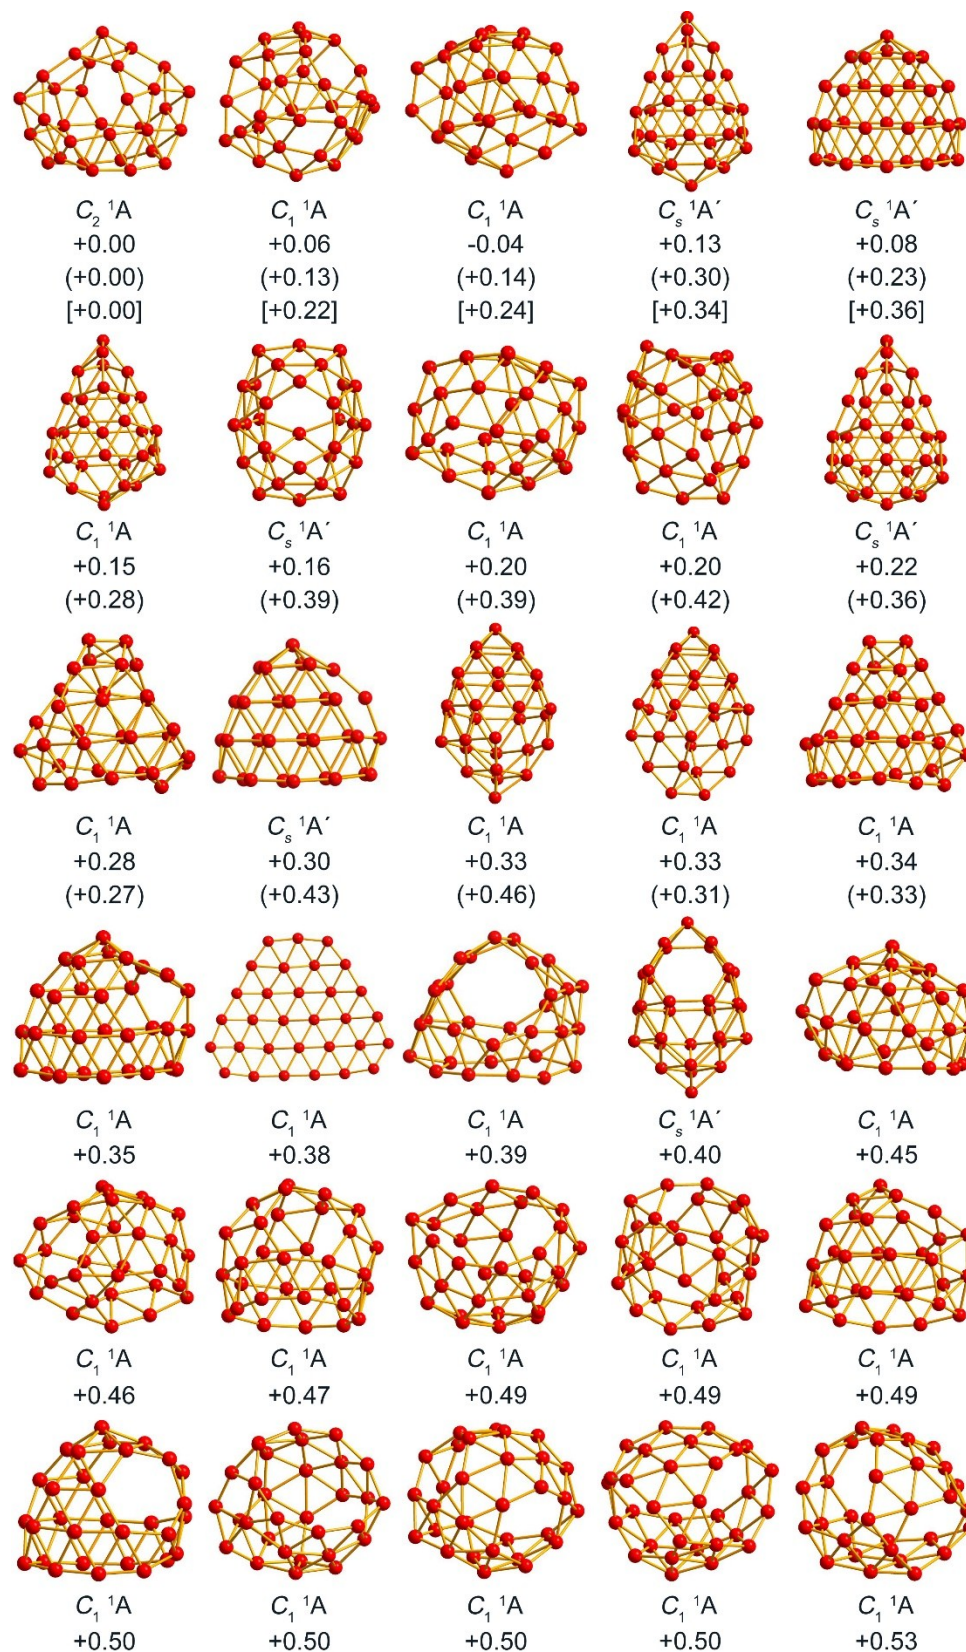 C₂ ¹A C₁ ¹A C₁ ¹A Cₛ ¹A´ Cₛ ¹A´
+0.00 +0.06 -0.04 +0.13 +0.08
(+0.00) (+0.13) (+0.14) (+0.30) (+0.23)
[+0.00] [+0.22] [+0.24] [+0.34] [+0.36]
C₁ ¹A Cₛ ¹A´ C₁ ¹A C₁ ¹A Cₛ ¹A´
+0.15 +0.16 +0.20 +0.20 +0.22
(+0.28) (+0.39) (+0.39) (+0.42) (+0.36)
C₁ ¹A Cₛ ¹A´ C₁ ¹A C₁ ¹A C₁ ¹A
+0.28 +0.30 +0.33 +0.33 +0.34
(+0.27) (+0.43) (+0.46) (+0.31) (+0.33)
C₁ ¹A C₁ ¹A C₁ ¹A Cₛ ¹A´ C₁ ¹A
+0.35 +0.38 +0.39 +0.40 +0.45
C₁ ¹A C₁ ¹A C₁ ¹A C₁ ¹A C₁ ¹A
+0.46 +0.47 +0.49 +0.49 +0.49
C₁ ¹A C₁ ¹A C₁ ¹A C₁ ¹A C₁ ¹A
+0.50 +0.50 +0.50 +0.50 +0.53